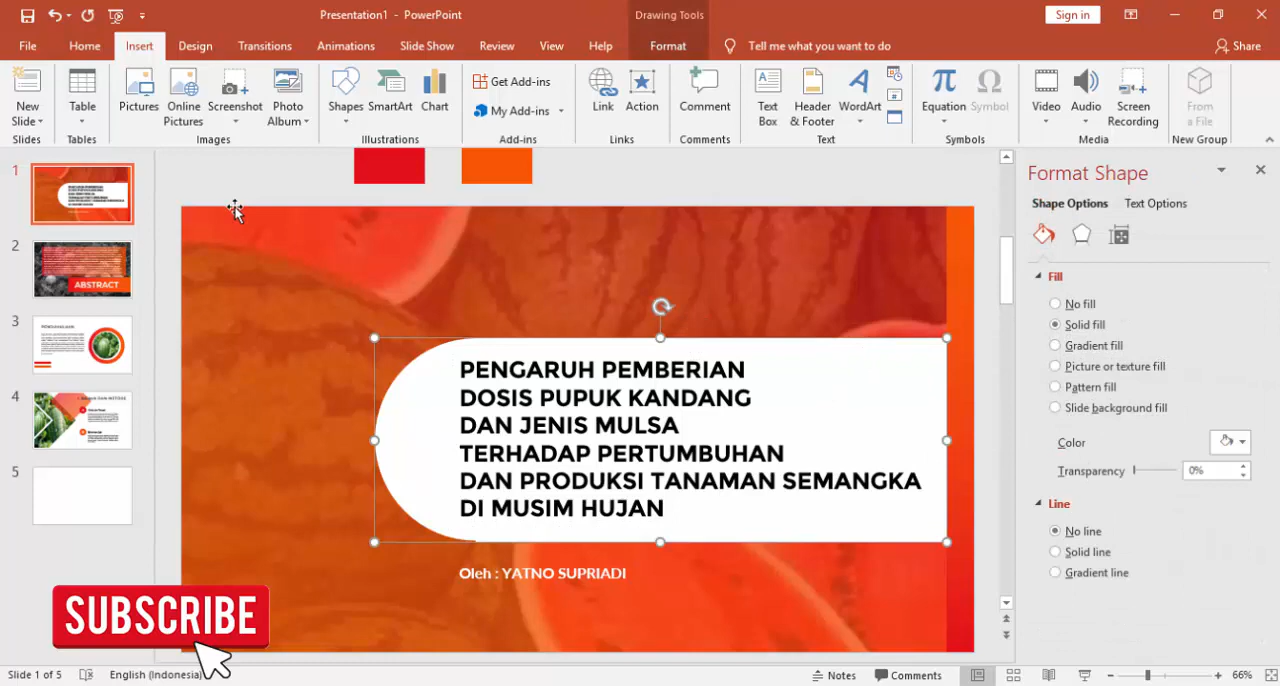 Presentation1 - PowerPoint
Drawing Tools
Sign in
File Home Insert Design Transitions Animations Slide Show Review View Help Format Tell me what you want to do Share
New Slide
Table
Pictures
Online Pictures
Screenshot
Photo Album
Shapes
SmartArt
Chart
Get Add-ins
My Add-ins
Link
Action
Comment
Text Box
Header & Footer
WordArt
Equation
Symbol
Video
Audio
Screen Recording
From a File
Slides Tables Images Illustrations Add-ins Links Comments Text Symbols Media New Group
1
2
ABSTRACT
3
4
5
PENGARUH PEMBERIAN
DOSIS PUPUK KANDANG
DAN JENIS MULSA
TERHADAP PERTUMBUHAN
DAN PRODUKSI TANAMAN SEMANGKA
DI MUSIM HUJAN
Oleh : YATNO SUPRIADI
SUBSCRIBE
Format Shape
Shape Options Text Options
Fill
No fill
Solid fill
Gradient fill
Picture or texture fill
Pattern fill
Slide background fill
Color
Transparency 0%
Line
No line
Solid line
Gradient line
Slide 1 of 5 English (Indonesia) Notes Comments 66%